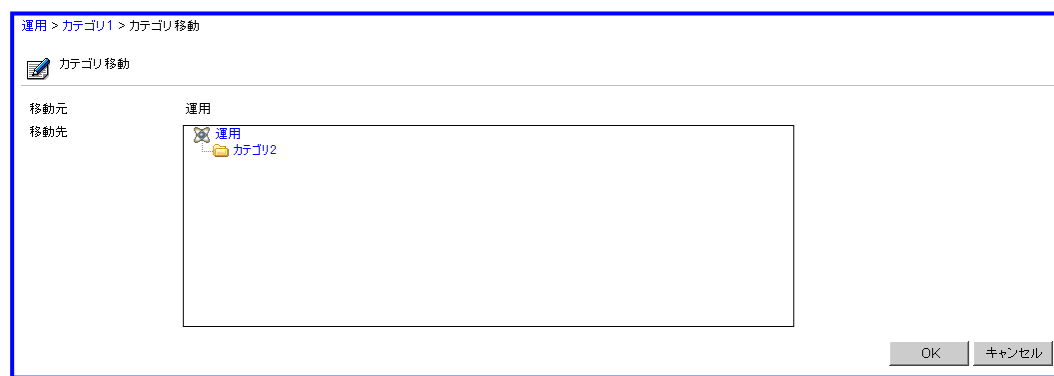 運用 > カテゴリ1 > カテゴリ移動
カテゴリ移動
移動元 運用
移動先
運用
カテゴリ2
OK キャンセル